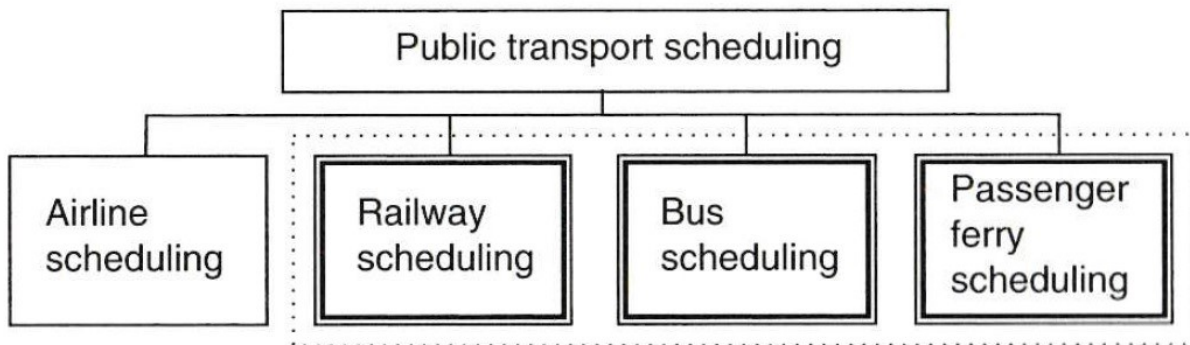 Public transport scheduling
Airline
scheduling
Railway
scheduling
Bus
scheduling
Passenger
ferry
scheduling